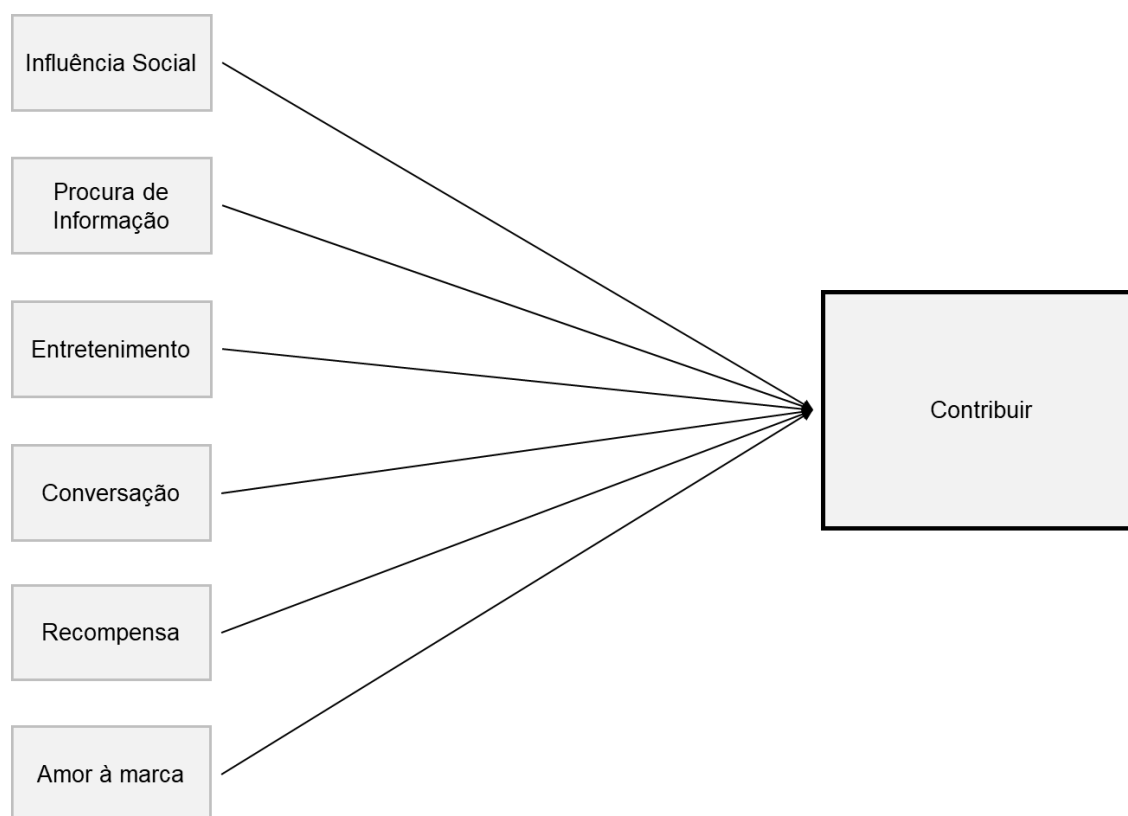 Influência Social
Procura de
Informação
Entretenimento
Contribuir
Conversação
Recompensa
Amor à marca